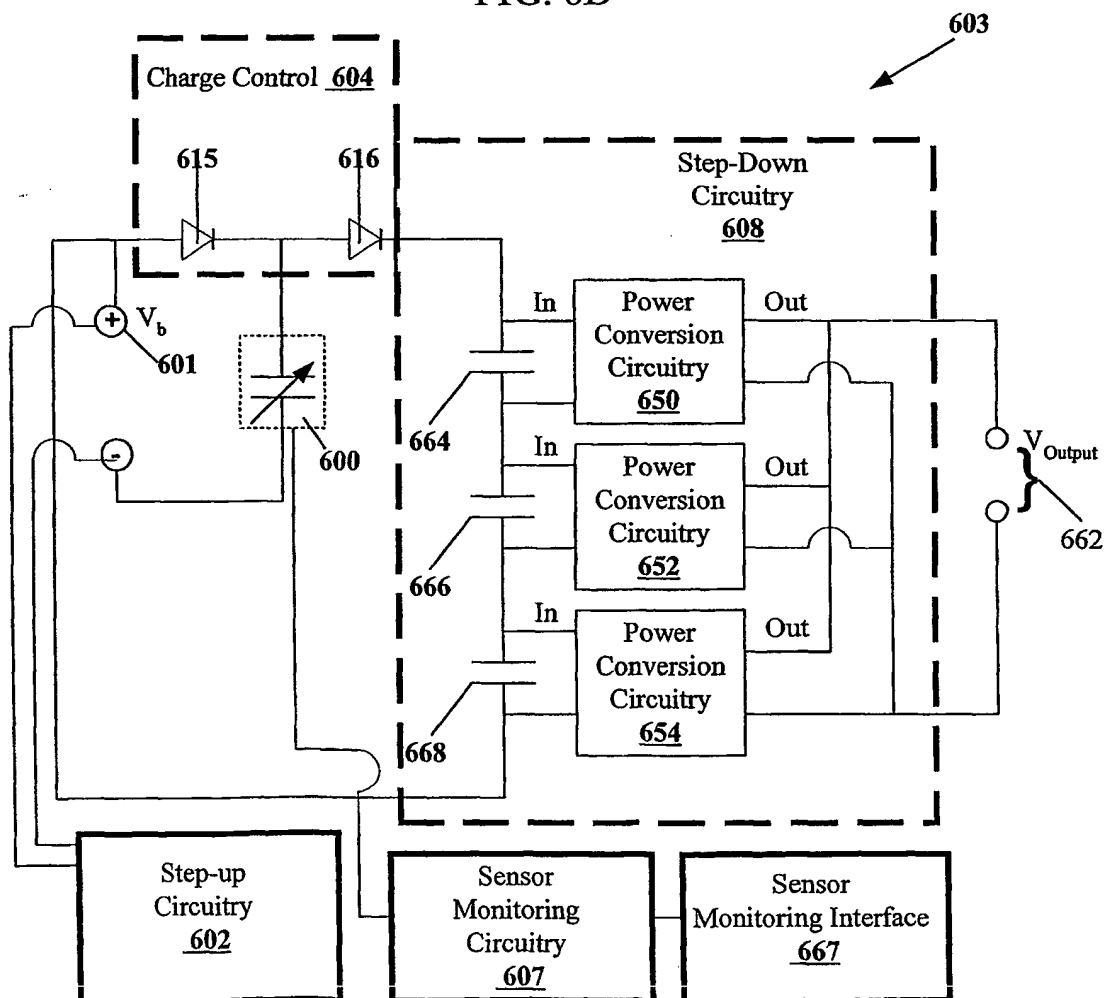 603
Charge Control 604
615
616
Step-Down
Circuitry
608
+
V_b
601
-
600
In
Power
Conversion
Circuitry
650
Out
664
In
Power
Conversion
Circuitry
652
Out
666
In
Power
Conversion
Circuitry
654
Out
668
V_Output
}
662
Step-up
Circuitry
602
Sensor
Monitoring
Circuitry
607
Sensor
Monitoring Interface
667